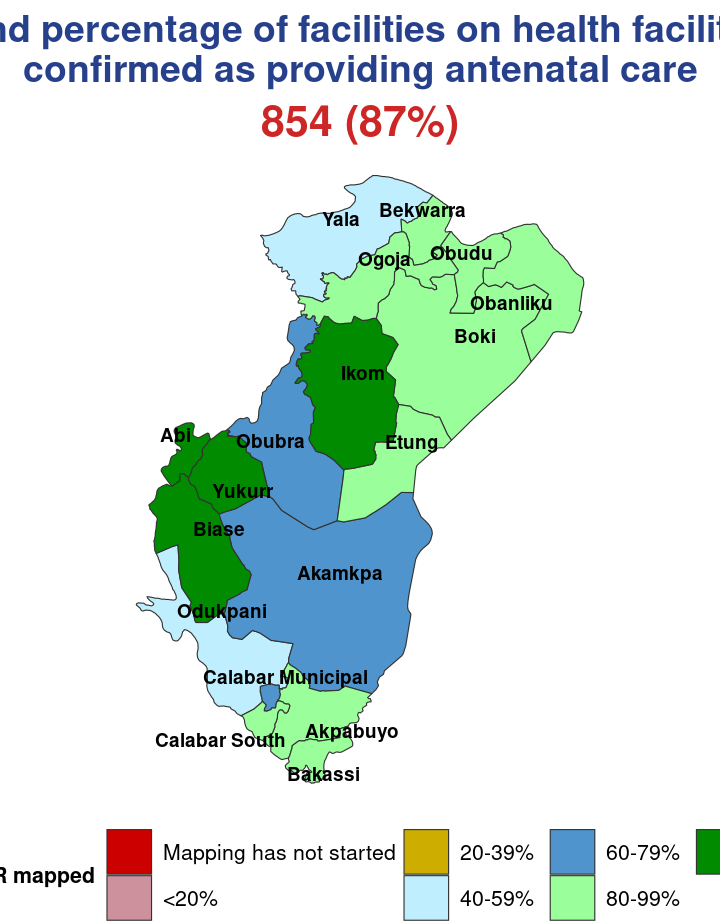 percentage of facilities on health
confirmed as providing antenatal care
854 (87%)
Yala
Bekwarra
Ogoja
Obudu
Obanliku
Boki
Ikom
Abi
Obubra
Etung
Yukurr
Biase
Akamkpa
Odukpani
Calabar Municipal
Calabar South
Akpabuyo
Bakassi
mapped
Mapping has not started
20-39%
60-79%
<20%
40-59%
80-99%